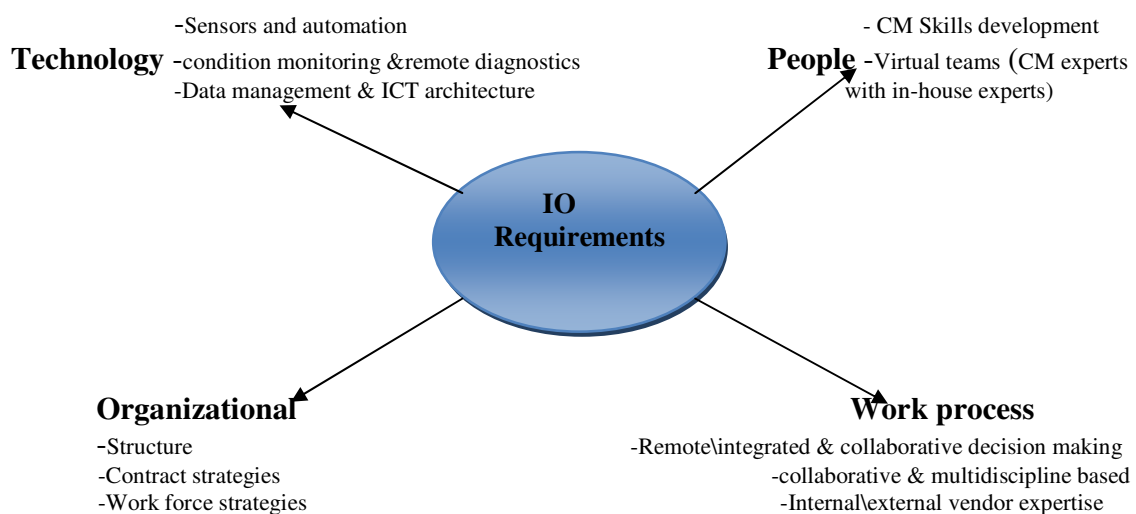 -Sensors and automation
Technology -condition monitoring &remote diagnostics
-Data management & ICT architecture
- CM Skills development
People -Virtual teams (CM experts
with in-house experts)
IO
Requirements
Organizational
-Structure
-Contract strategies
-Work force strategies
Work process
-Remote\integrated & collaborative decision making
-collaborative & multidiscipline based
-Internal\external vendor expertise